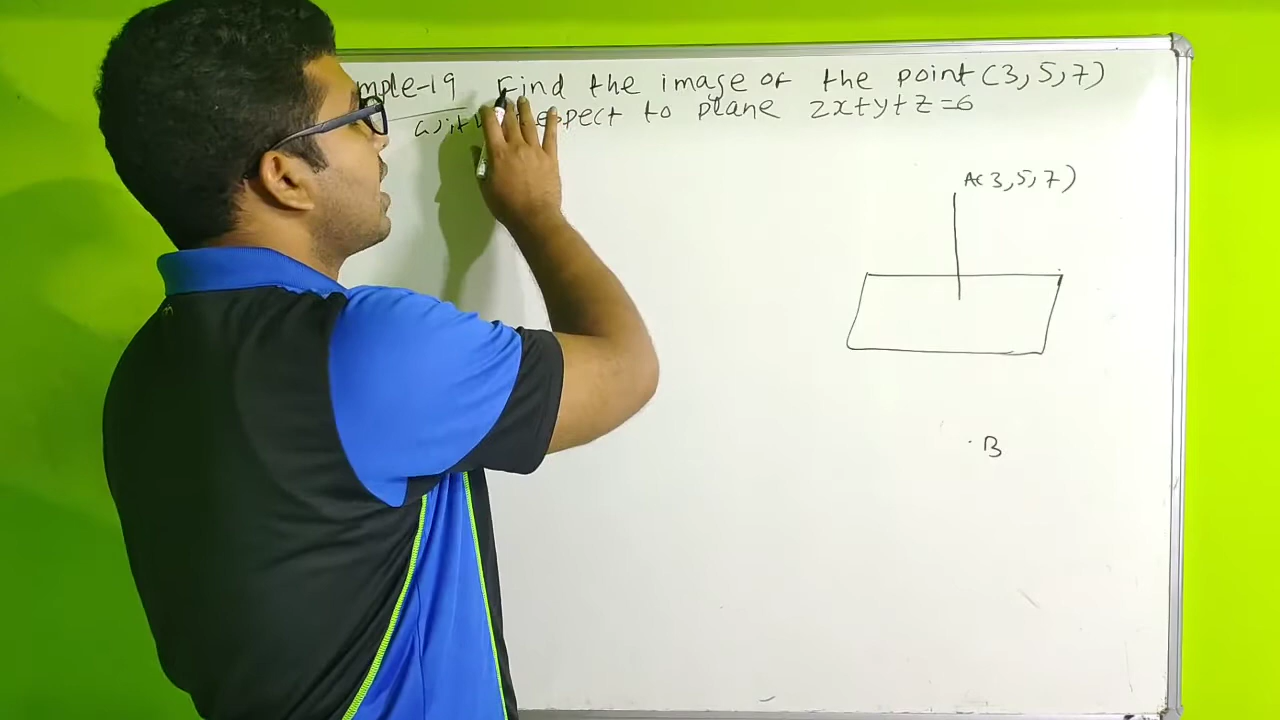 mple-19 Find the image of the point (3,5,7)
with respect to plane 2x+y+z=6
A(3,5,7)
B